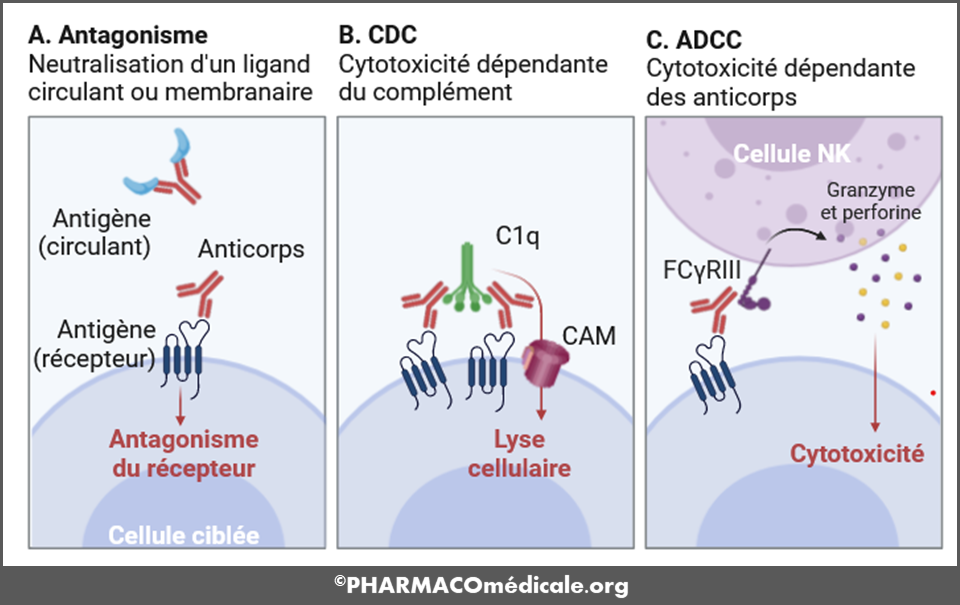 A. Antagonisme
Neutralisation d'un ligand
circulant ou membranaire
Antigène
(circulant)
Anticorps
Antigène
(récepteur)
Antagonisme
du récepteur
Cellule ciblée
B. CDC
Cytotoxicité dépendante
du complément
C1q
CAM
Lyse
cellulaire
C. ADCC
Cytotoxicité dépendante
des anticorps
Cellule NK
Granzyme
et perforine
FCγRIII
Cytotoxicité
©PHARMACOmédicale.org